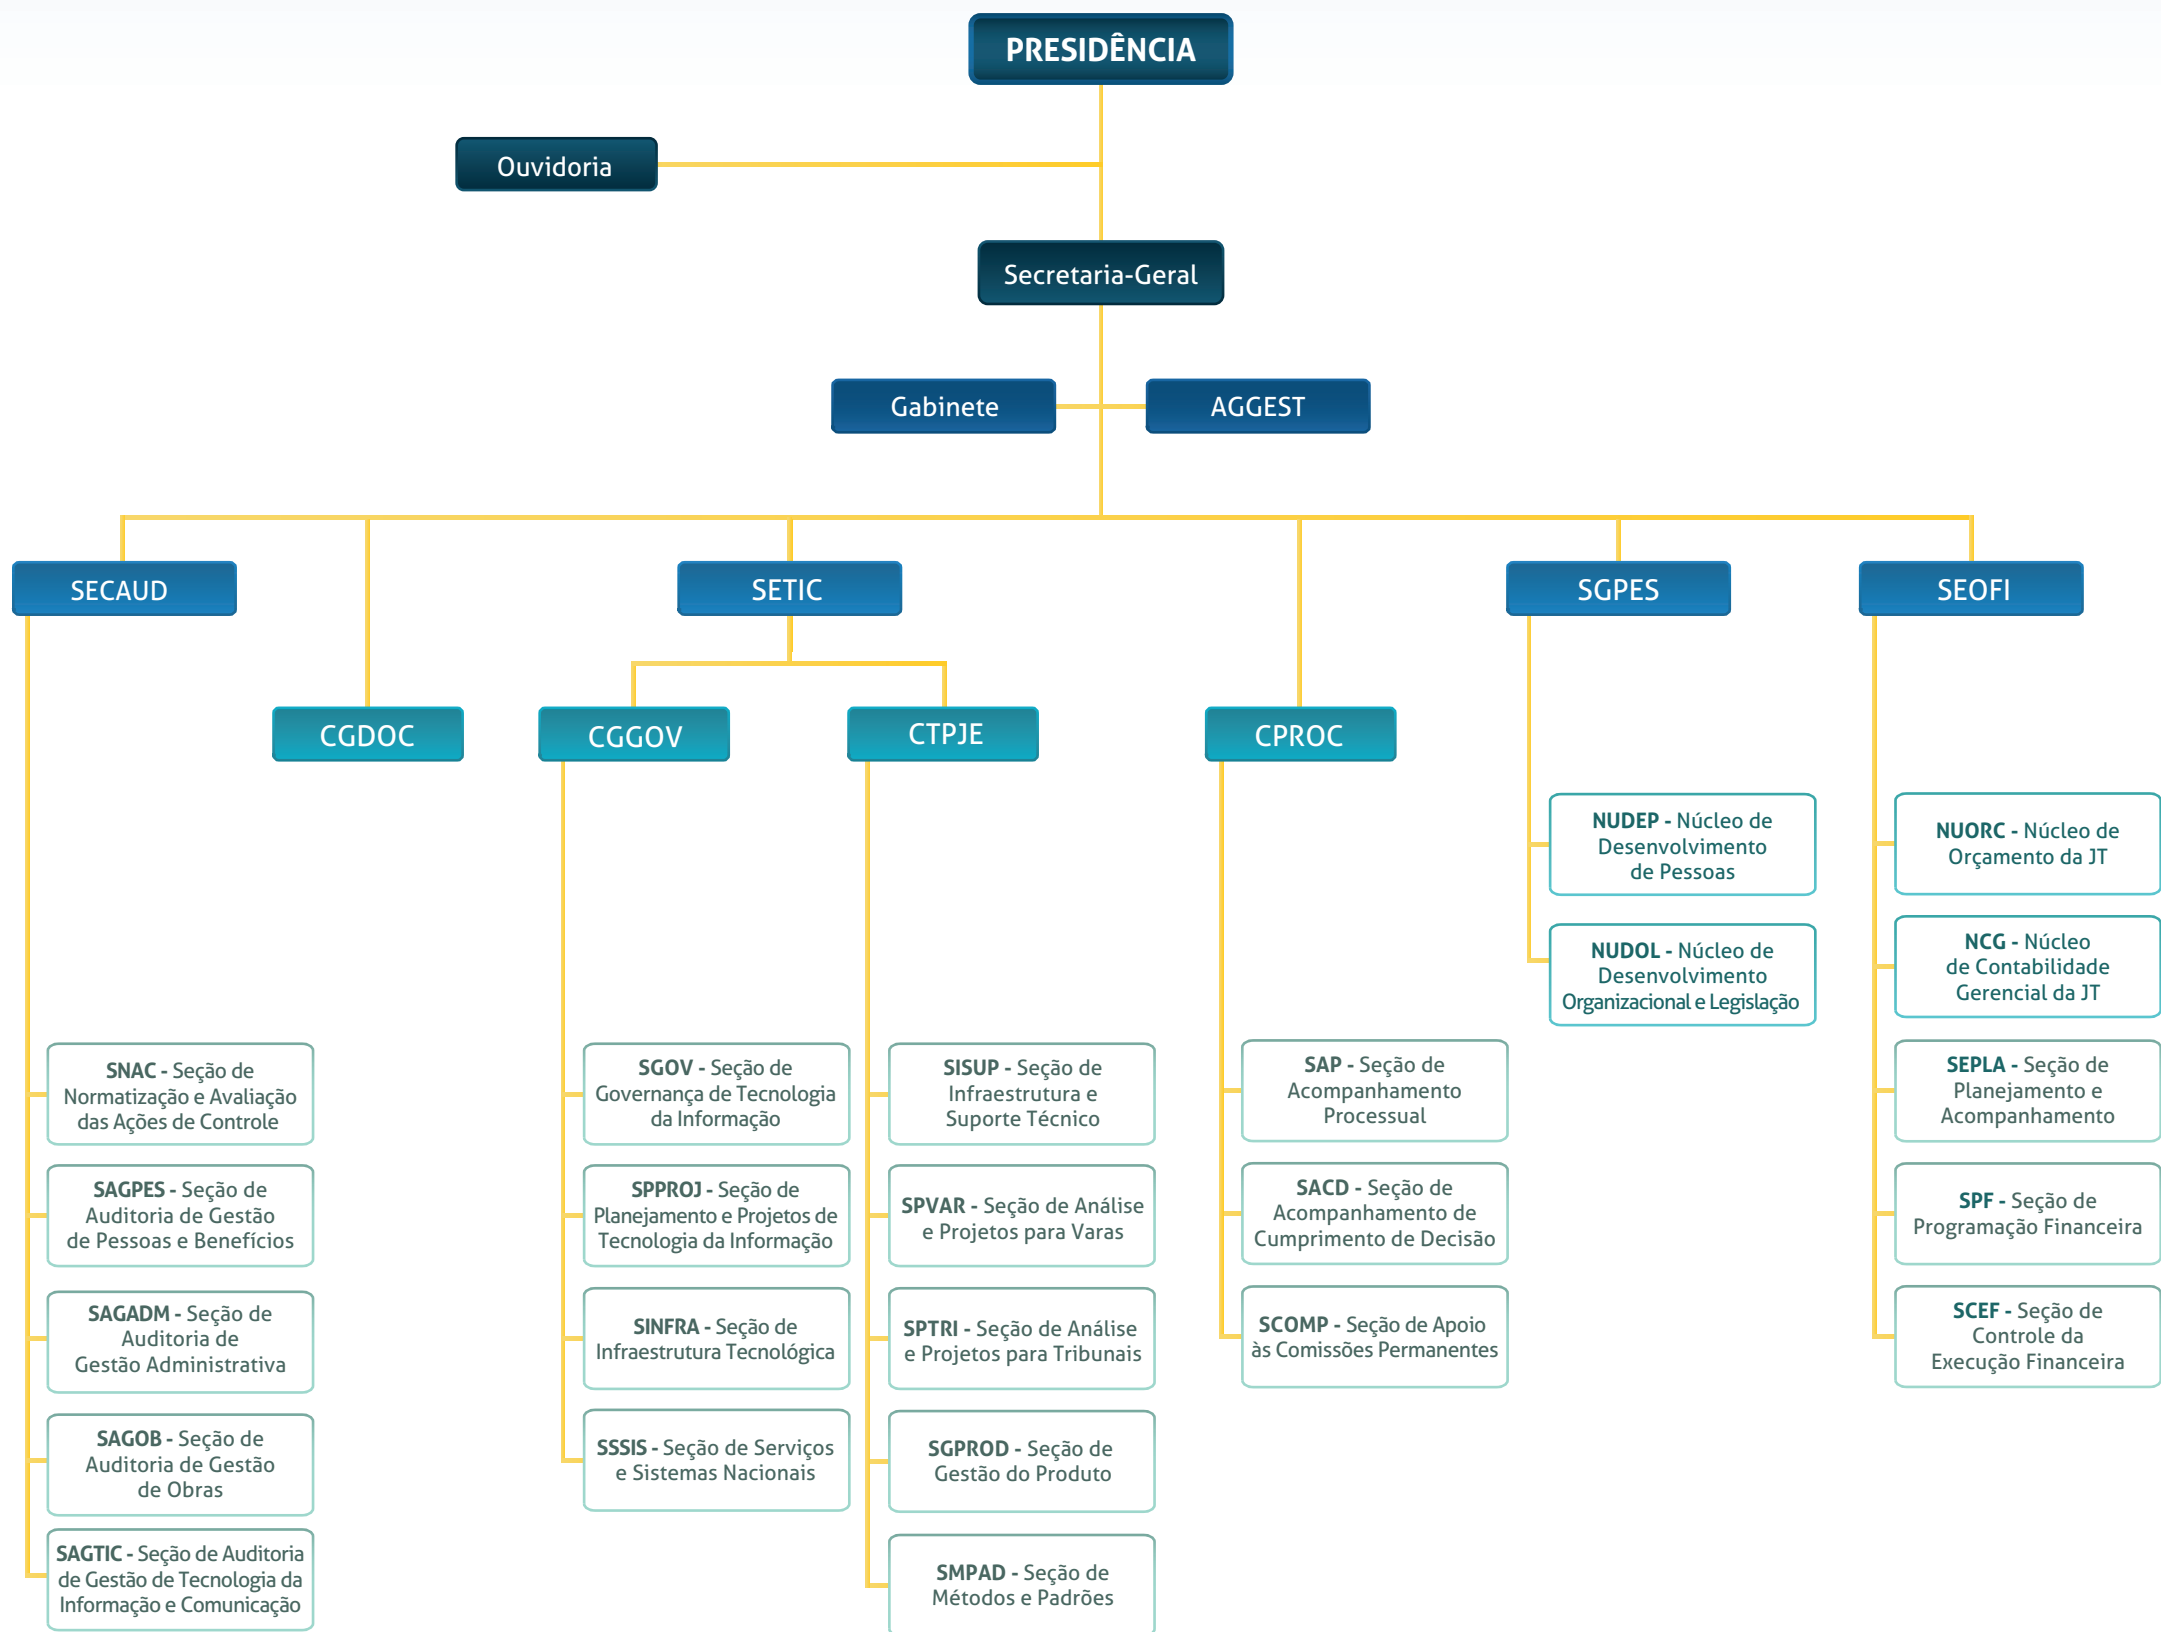 PRESIDÊNCIA
Ouvidoria
Secretaria-Geral
Gabinete
AGGEST
SECAUD
SETIC
SGPES
SEOFI
CGDOC
CGGOV
CTPJE
CPROC
SNAC - Seção de
Normatização e Avaliação
das Ações de Controle
SAGPES - Seção de
Auditoria de Gestão
de Pessoas e Benefícios
SAGADM - Seção de
Auditoria de
Gestão Administrativa
SAGOB - Seção de
Auditoria de Gestão
de Obras
SAGTIC - Seção de Auditoria
de Gestão de Tecnologia da
Informação e Comunicação
SGOV - Seção de
Governança de Tecnologia
da Informação
SPPROJ - Seção de
Planejamento e Projetos de
Tecnologia da Informação
SINFRA - Seção de
Infraestrutura Tecnológica
SSSIS - Seção de Serviços
e Sistemas Nacionais
SISUP - Seção de
Infraestrutura e
Suporte Técnico
SPVAR - Seção de Análise
e Projetos para Varas
SPTRI - Seção de Análise
e Projetos para Tribunais
SGPROD - Seção de
Gestão do Produto
SMPAD - Seção de
Métodos e Padrões
SAP - Seção de
Acompanhamento
Processual
SACD - Seção de
Acompanhamento de
Cumprimento de Decisão
SCOMP - Seção de Apoio
às Comissões Permanentes
NUDEP - Núcleo de
Desenvolvimento
de Pessoas
NUDOL - Núcleo de
Desenvolvimento
Organizacional e Legislação
NUORC - Núcleo de
Orçamento da JT
NCG - Núcleo
de Contabilidade
Gerencial da JT
SEPLA - Seção de
Planejamento e
Acompanhamento
SPF - Seção de
Programação Financeira
SCEF - Seção de
Controle da
Execução Financeira